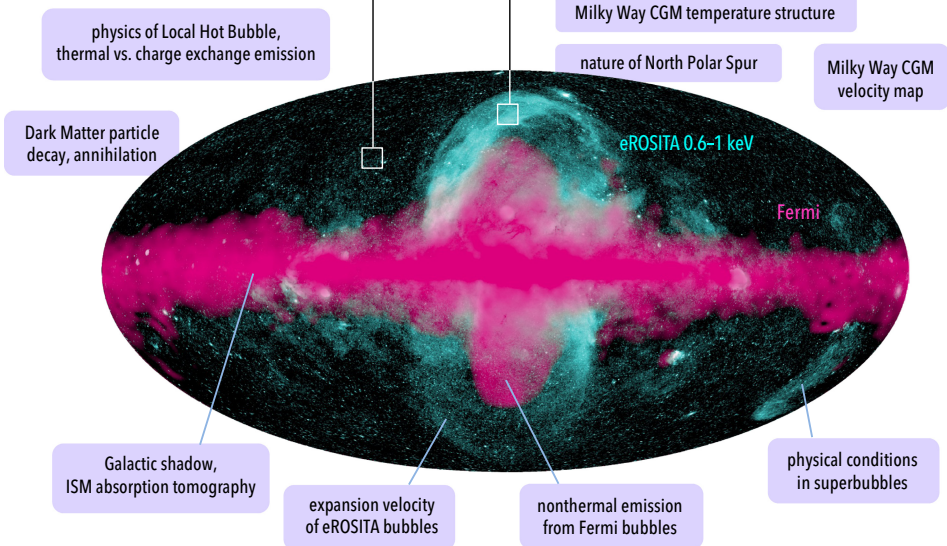 Milky Way CGM temperature structure
physics of Local Hot Bubble,
thermal vs. charge exchange emission
nature of North Polar Spur
Milky Way CGM
velocity map
Dark Matter particle
decay, annihilation
eROSITA 0.6–1 keV
Fermi
Galactic shadow,
ISM absorption tomography
expansion velocity
of eROSITA bubbles
nonthermal emission
from Fermi bubbles
physical conditions
in superbubbles